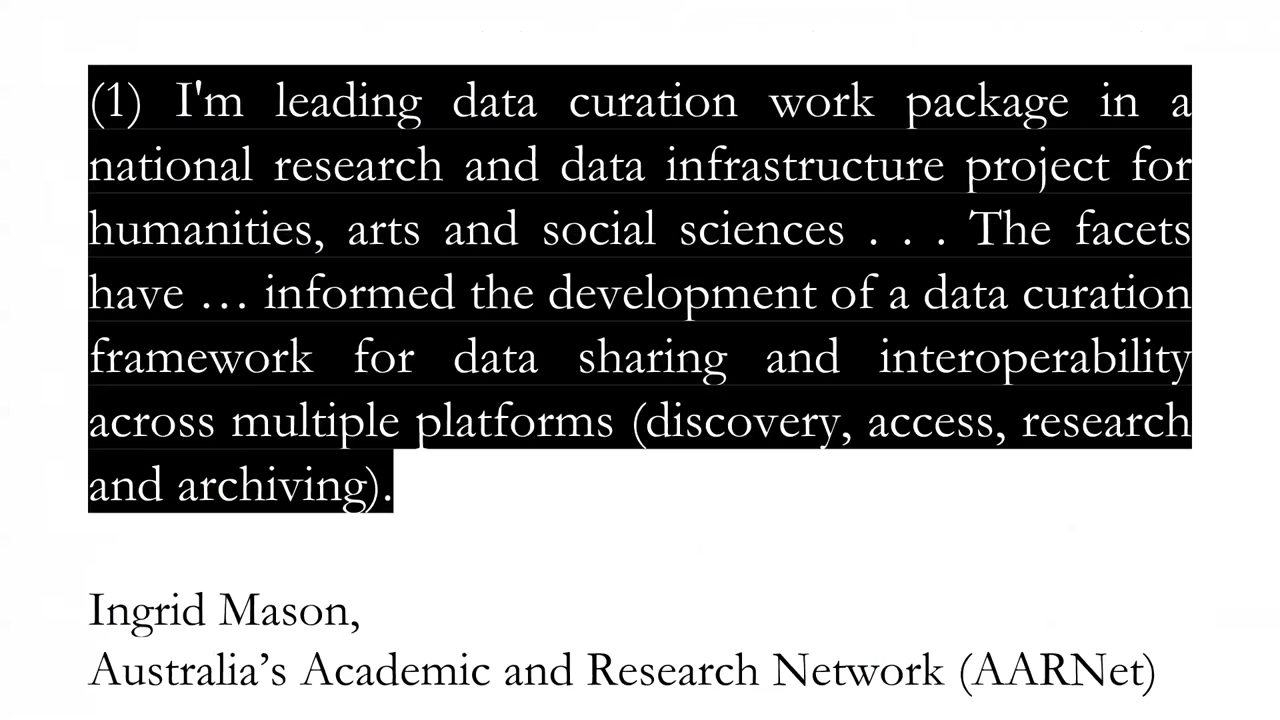 (1) I'm leading data curation work package in a
national research and data infrastructure project for
humanities, arts and social sciences . . . The facets
have … informed the development of a data curation
framework for data sharing and interoperability
across multiple platforms (discovery, access, research
and archiving).
Ingrid Mason,
Australia’s Academic and Research Network (AARNet)